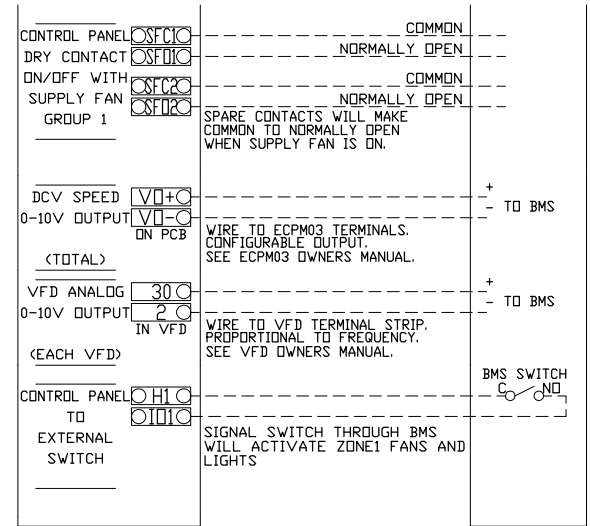 CONTROL PANEL SFC1 COMMON
DRY CONTACT SFO1 NORMALLY OPEN
ON/OFF WITH SFC2 COMMON
SUPPLY FAN SFO2 NORMALLY OPEN
GROUP 1
SPARE CONTACTS WILL MAKE
COMMON TO NORMALLY OPEN
WHEN SUPPLY FAN IS ON.
DCV SPEED VO+ +
0-10V OUTPUT VO- - TO BMS
ON PCB
(TOTAL)
WIRE TO ECPM03 TERMINALS.
CONFIGURABLE OUTPUT.
SEE ECPM03 OWNERS MANUAL.
VFD ANALOG 30 +
0-10V OUTPUT 2 - TO BMS
IN VFD
(EACH VFD)
WIRE TO VFD TERMINAL STRIP.
PROPORTIONAL TO FREQUENCY.
SEE VFD OWNERS MANUAL.
BMS SWITCH
CONTROL PANEL H1 C NO
TO IO1
EXTERNAL
SWITCH
SIGNAL SWITCH THROUGH BMS
WILL ACTIVATE ZONE1 FANS AND
LIGHTS